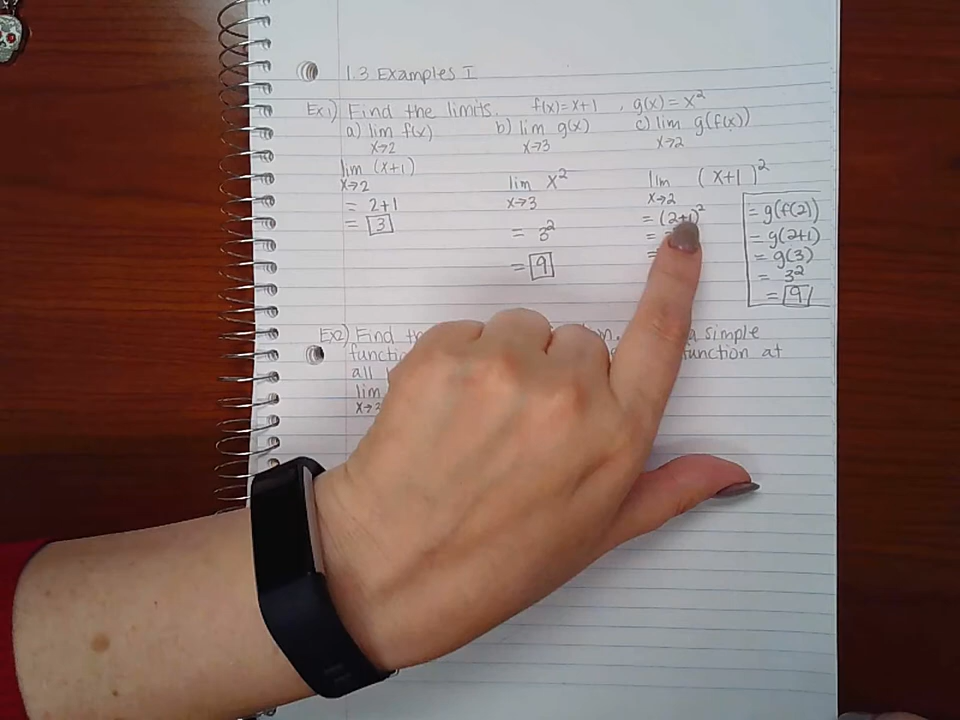 1.3 Examples I
Ex1) Find the limits. f(x)=x+1 , g(x)=x²
a) lim f(x) b) lim g(x) c) lim g(f(x))
x→2 x→3 x→2
lim (x+1) lim x² lim (x+1)²
x→2 x→3 x→2
= 2+1 = 3² = (2+1)² = g(f(2))
= 3 = 9 = = g(2+1)
= = g(3)
= 3²
= 9
Ex2) Find the a simple
function at
all
lim
x→